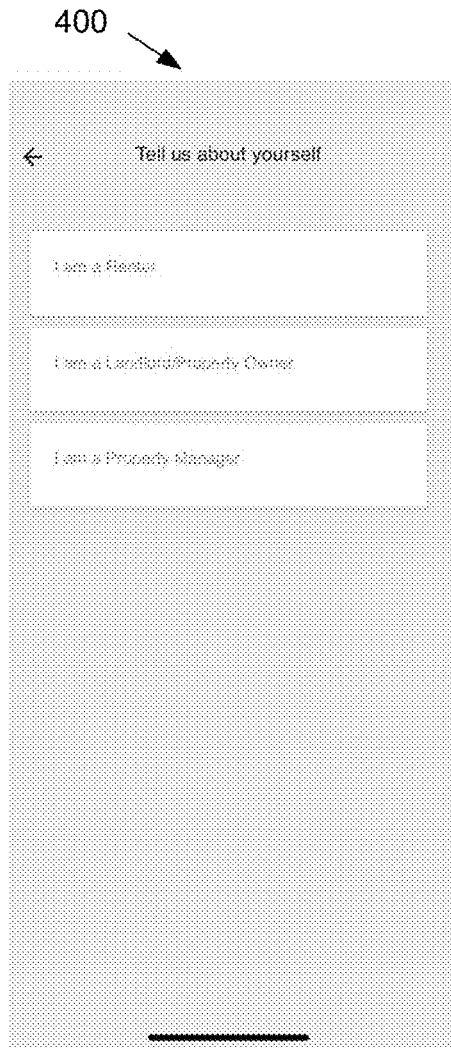 400
Tell us about yourself
I am a Renter
I am a Landlord/Property Owner
I am a Property Manager